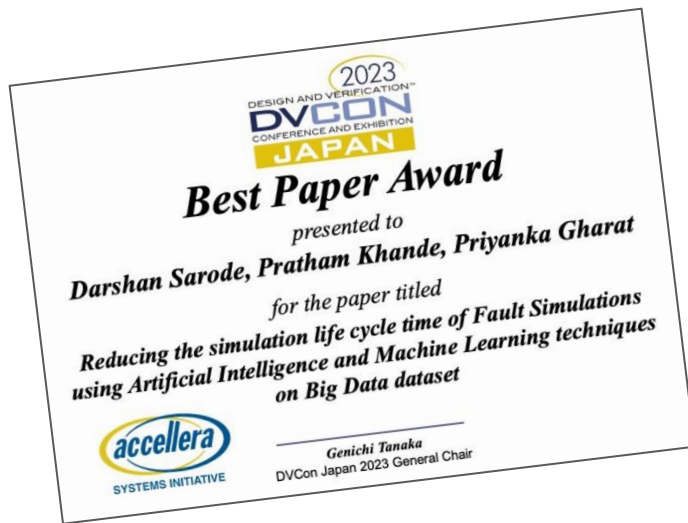 2023
DESIGN AND VERIFICATION™
DVCON
CONFERENCE AND EXHIBITION
JAPAN
Best Paper Award
presented to
Darshan Sarode, Pratham Khande, Priyanka Gharat
for the paper titled
Reducing the simulation life cycle time of Fault Simulations
using Artificial Intelligence and Machine Learning techniques
on Big Data dataset
accellera
SYSTEMS INITIATIVE
Genichi Tanaka
DVCon Japan 2023 General Chair